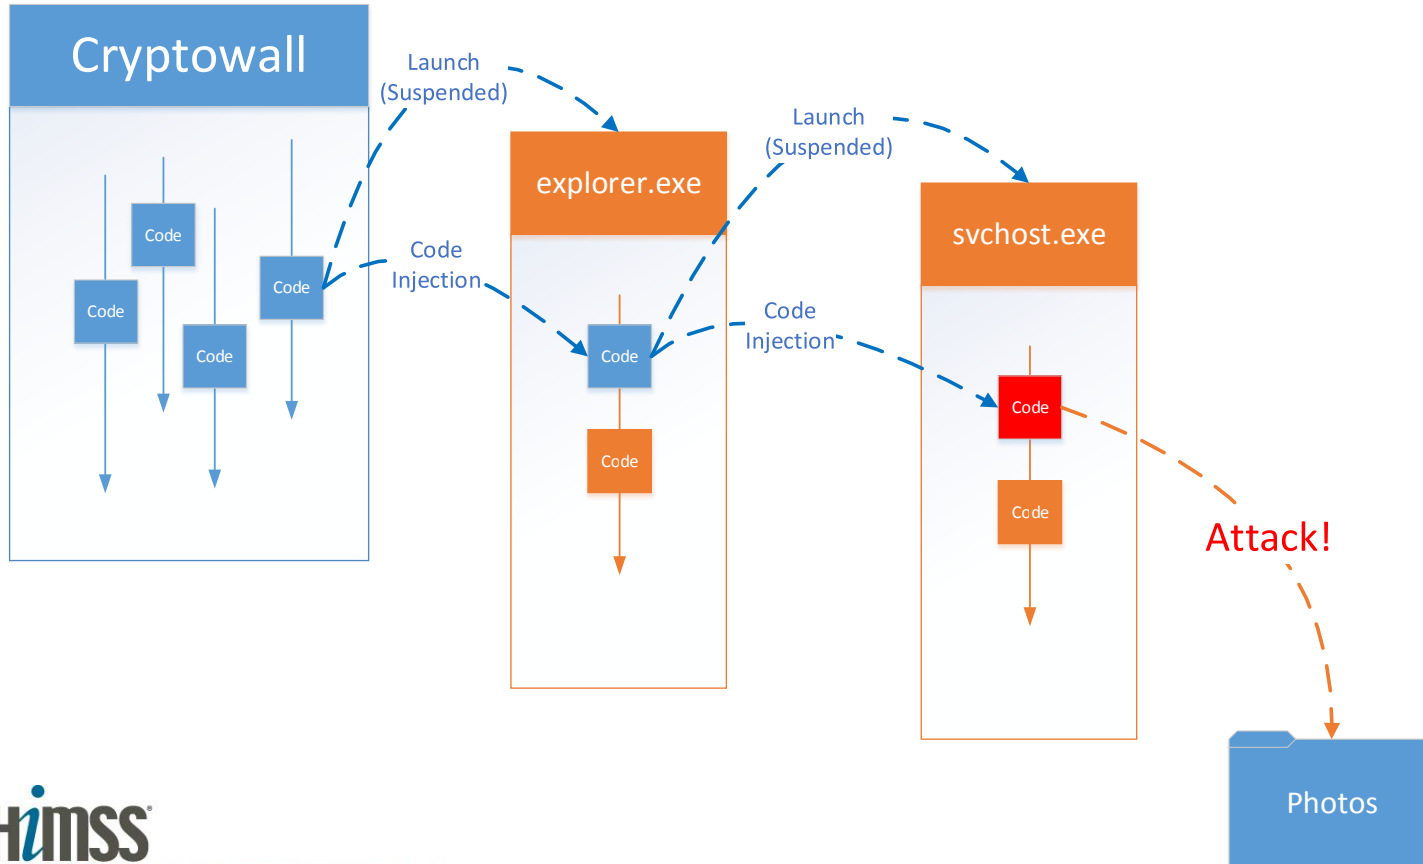 Cryptowall
Launch
(Suspended)
Launch
(Suspended)
explorer.exe
svchost.exe
Code
Code
Code
Code
Code
Injection
Code
Code
Code
Injection
Code
Code
Attack!
Photos
HiMSS®